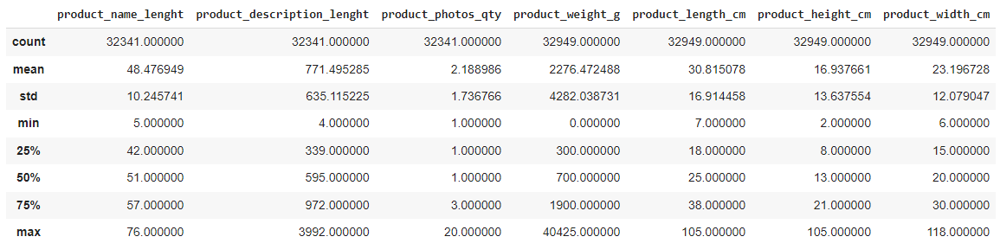 product_name_lenght product_description_lenght product_photos_qty product_weight_g product_length_cm product_height_cm product_width_cm
count 32341.000000 32341.000000 32341.000000 32949.000000 32949.000000 32949.000000 32949.000000
mean 48.476949 771.495285 2.188986 2276.472488 30.815078 16.937661 23.196728
std 10.245741 635.115225 1.736766 4282.038731 16.914458 13.637554 12.079047
min 5.000000 4.000000 1.000000 0.000000 7.000000 2.000000 6.000000
25% 42.000000 339.000000 1.000000 300.000000 18.000000 8.000000 15.000000
50% 51.000000 595.000000 1.000000 700.000000 25.000000 13.000000 20.000000
75% 57.000000 972.000000 3.000000 1900.000000 38.000000 21.000000 30.000000
max 76.000000 3992.000000 20.000000 40425.000000 105.000000 105.000000 118.000000